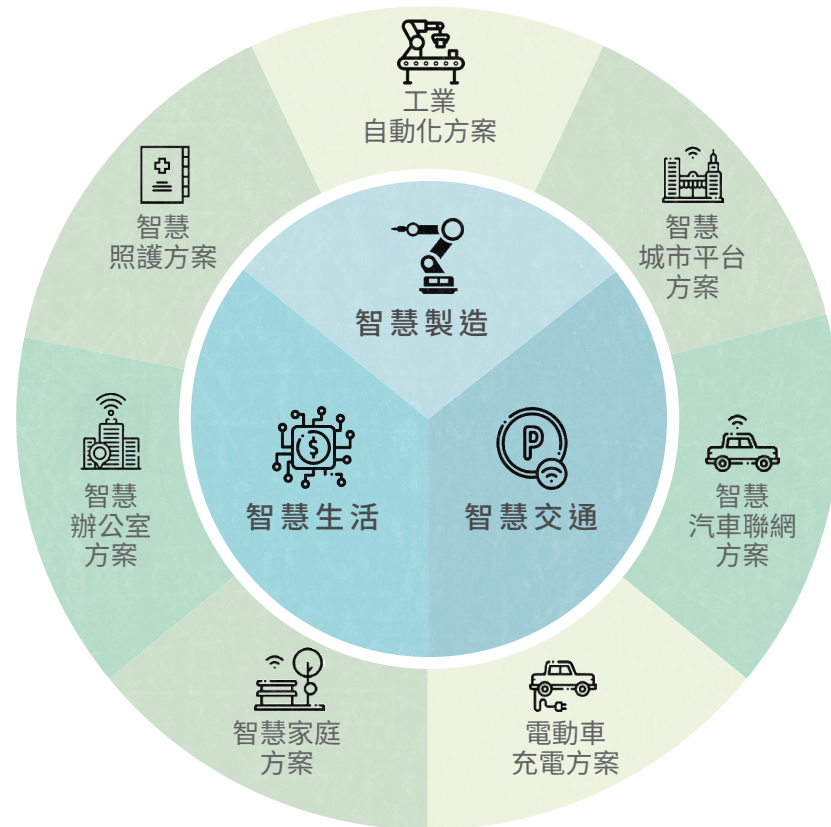 工業
自動化方案
智慧
城市平台
方案
智慧
汽車聯網
方案
電動車
充電方案
智慧家庭
方案
智慧
辦公室
方案
智慧
照護方案
智慧製造
智慧交通
P
智慧生活
$